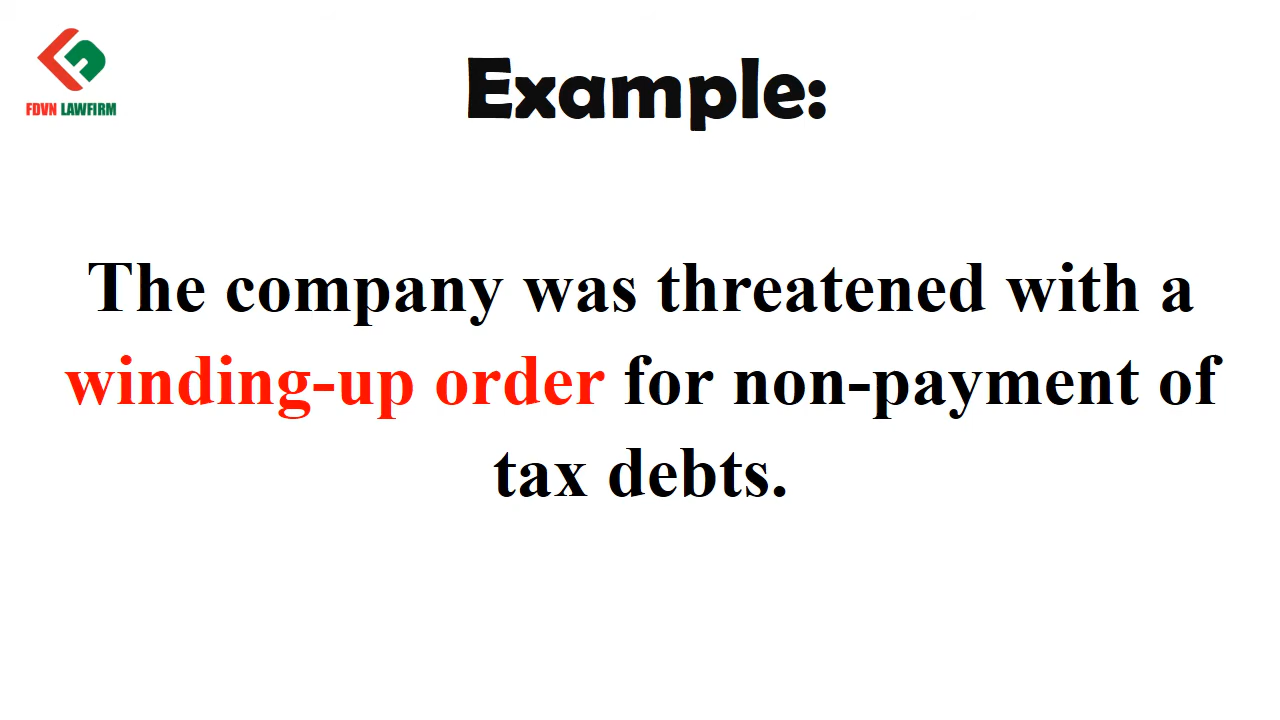 FDVN LAWFIRM
Example:
The company was threatened with a
winding-up order for non-payment of
tax debts.